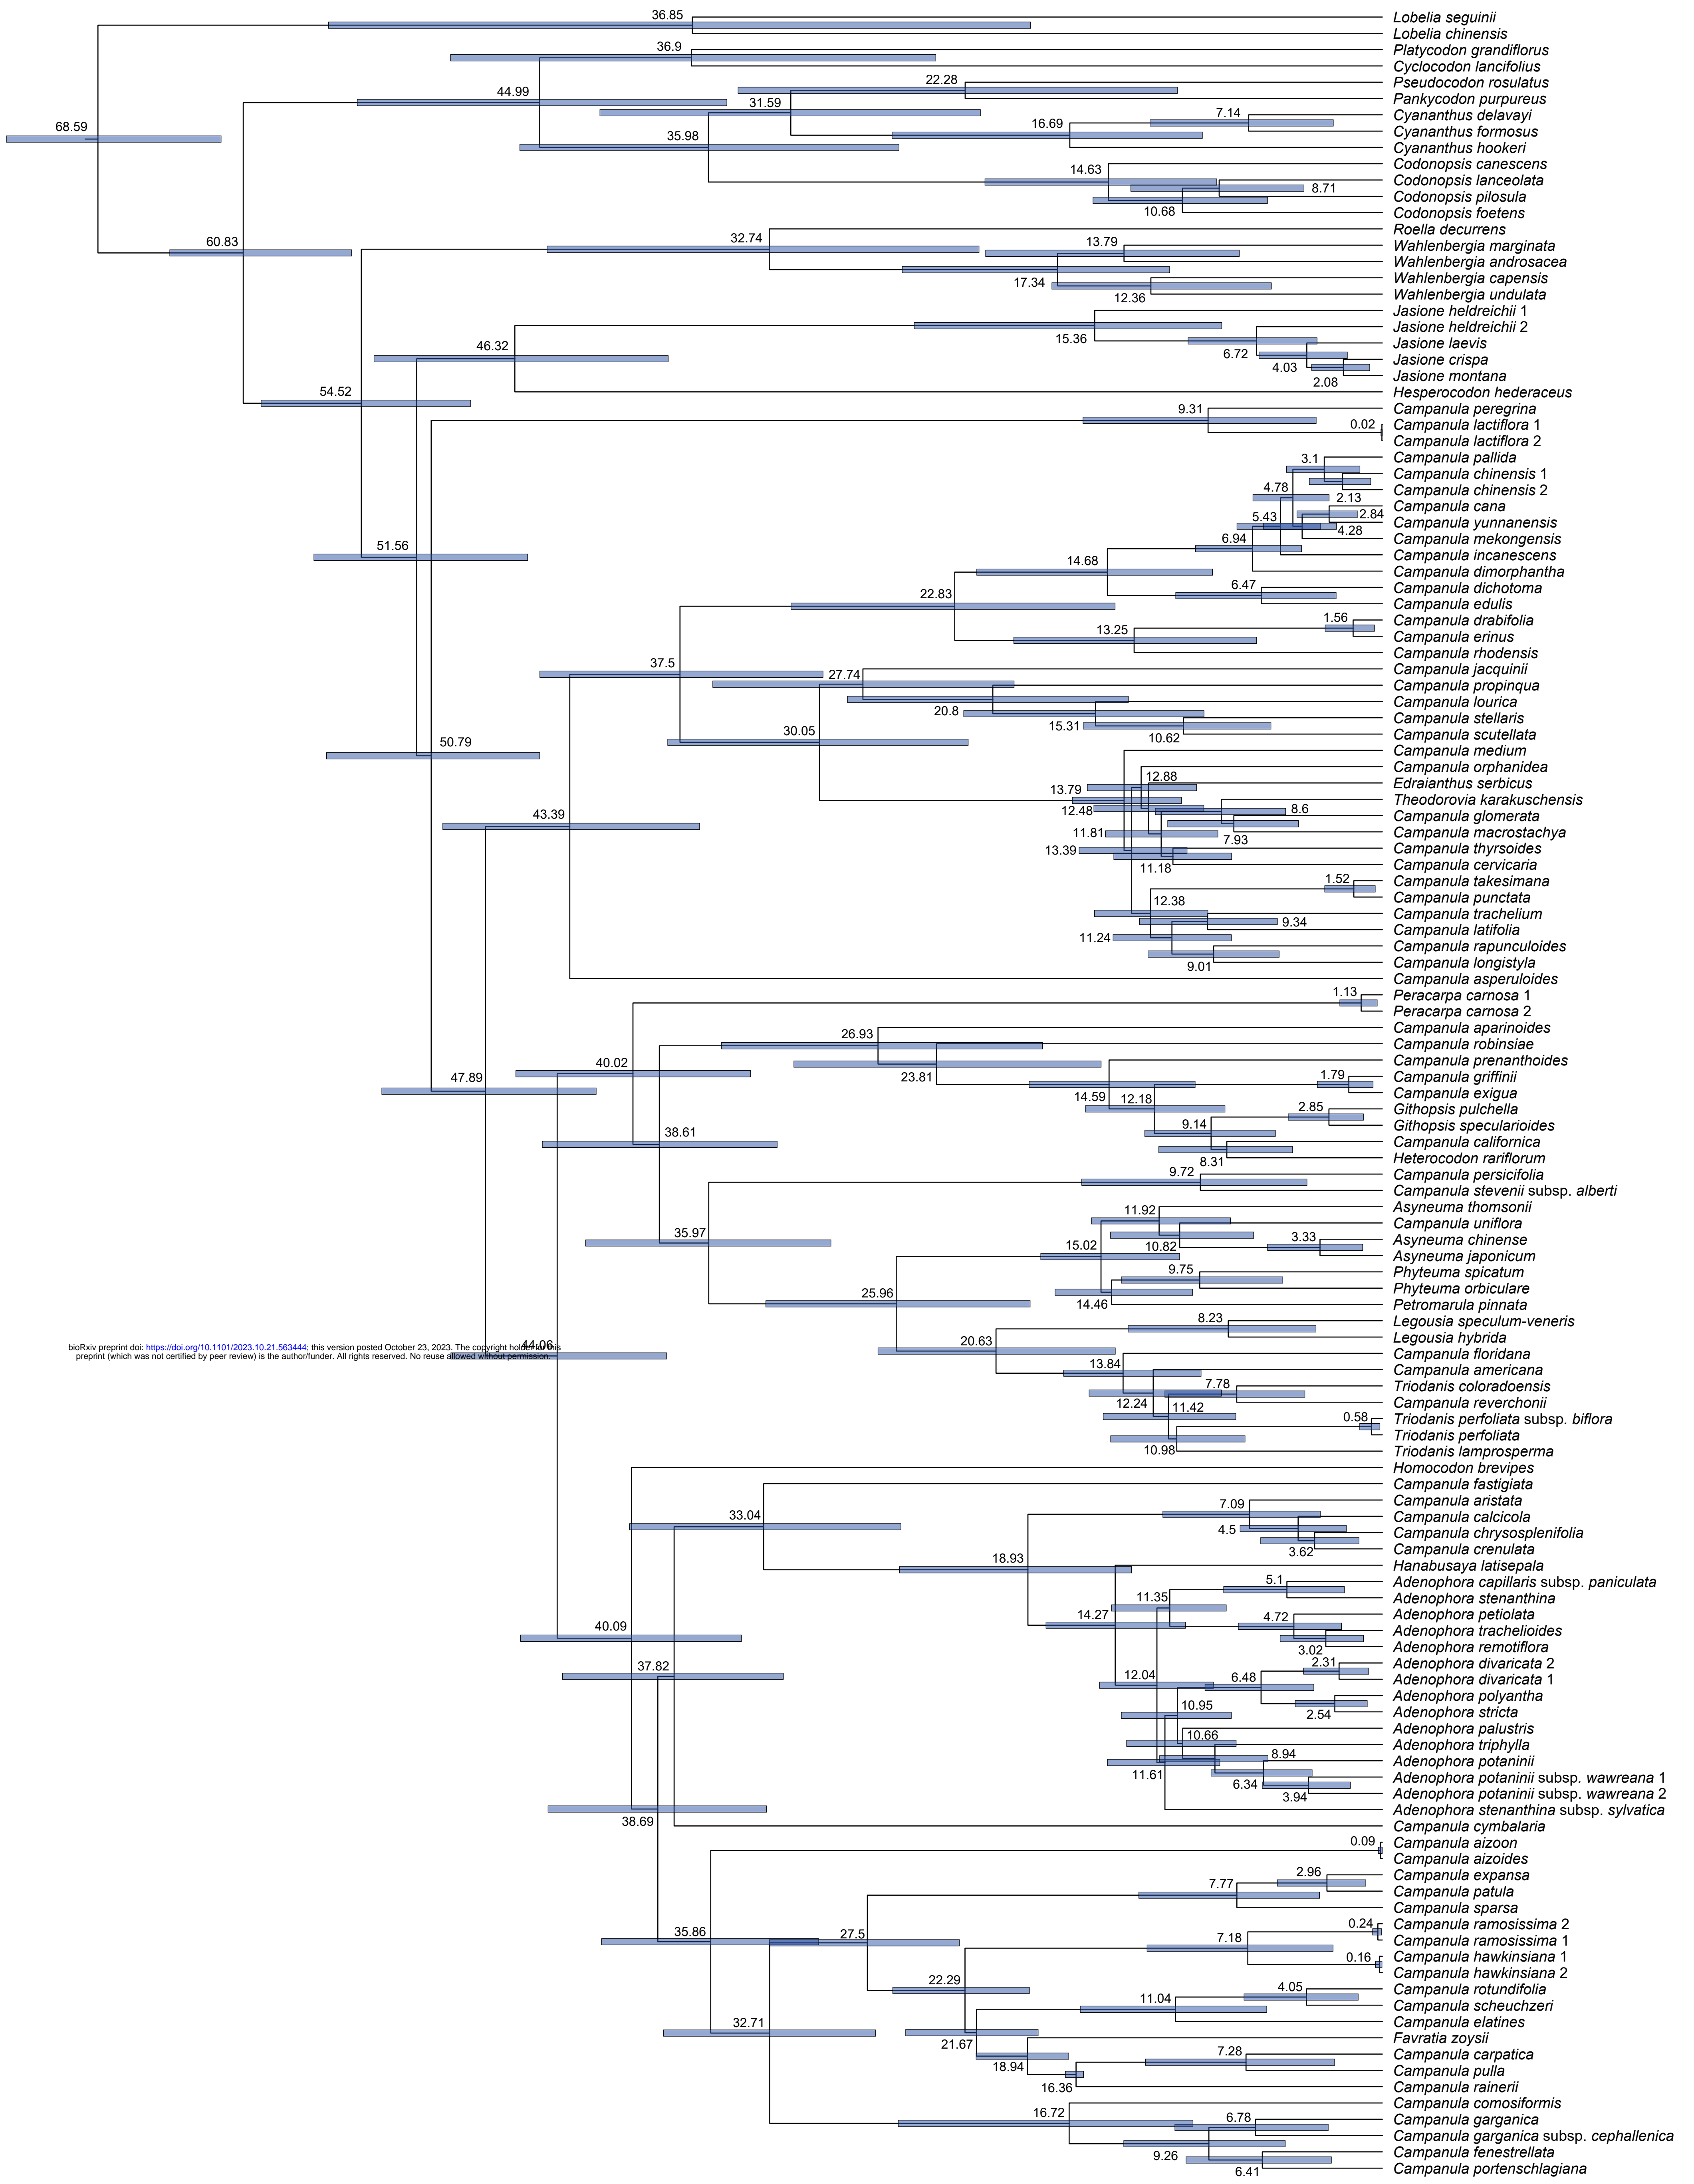 36.85 Lobelia seguinii
Lobelia chinensis
36.9 Platycodon grandiflorus
Cyclocodon lancifolius
22.28 Pseudocodon rosulatus
44.99 Pankycodon purpureus
31.59 7.14 Cyananthus delavayi
68.59 16.69 Cyananthus formosus
35.98 Cyananthus hookeri
14.63 Codonopsis canescens
Codonopsis lanceolata
8.71 Codonopsis pilosula
10.68 Codonopsis foetens
Roella decurrens
60.83 32.74 13.79 Wahlenbergia marginata
Wahlenbergia androsacea
17.34 Wahlenbergia capensis
12.36 Wahlenbergia undulata
Jasione heldreichii 1
15.36 Jasione heldreichii 2
46.32 6.72 Jasione laevis
4.03 Jasione crispa
2.08 Jasione montana
54.52 Hesperocodon hederaceus
9.31 Campanula peregrina
0.02 Campanula lactiflora 1
Campanula lactiflora 2
3.1 Campanula pallida
Campanula chinensis 1
4.78 Campanula chinensis 2
2.13 Campanula cana
5.43 2.84 Campanula yunnanensis
4.28 Campanula mekongensis
51.56 6.94 Campanula incanescens
14.68 Campanula dimorphantha
6.47 Campanula dichotoma
22.83 Campanula edulis
1.56 Campanula drabifolia
13.25 Campanula erinus
Campanula rhodensis
37.5 27.74 Campanula jacquinii
Campanula propinqua
Campanula lourica
20.8 15.31 Campanula stellaris
30.05 10.62 Campanula scutellata
50.79 Campanula medium
Campanula orphanidea
12.88 Edraianthus serbicus
13.79 Theodorovia karakuschensis
12.48 8.6 Campanula glomerata
43.39 11.81 7.93 Campanula macrostachya
13.39 Campanula thyrsoides
11.18 Campanula cervicaria
1.52 Campanula takesimana
12.38 Campanula punctata
Campanula trachelium
9.34 Campanula latifolia
11.24 Campanula rapunculoides
9.01 Campanula longistyla
Campanula asperuloides
1.13 Peracarpa carnosa 1
Peracarpa carnosa 2
26.93 Campanula aparinoides
Campanula robinsiae
40.02 Campanula prenanthoides
47.89 23.81 1.79 Campanula griffinii
14.59 12.18 Campanula exigua
2.85 Githopsis pulchella
38.61 9.14 Githopsis specularioides
Campanula californica
8.31 Heterocodon rariflorum
9.72 Campanula persicifolia
Campanula stevenii subsp. alberti
11.92 Asyneuma thomsonii
Campanula uniflora
35.97 15.02 10.82 3.33 Asyneuma chinense
Asyneuma japonicum
9.75 Phyteuma spicatum
25.96 Phyteuma orbiculare
14.46 Petromarula pinnata
8.23 Legousia speculum-veneris
20.63 Legousia hybrida
44.06
bioRxiv preprint doi: https://doi.org/10.1101/2023.10.21.563444; this version posted October 23, 2023. The copyright holder for this
preprint (which was not certified by peer review) is the author/funder. All rights reserved. No reuse allowed without permission.
13.84 Campanula floridana
Campanula americana
7.78 Triodanis coloradoensis
12.24 11.42 Campanula reverchonii
0.58 Triodanis perfoliata subsp. biflora
Triodanis perfoliata
10.98 Triodanis lamprosperma
Homocodon brevipes
Campanula fastigiata
33.04 7.09 Campanula aristata
4.5 Campanula calcicola
Campanula chrysosplenifolia
18.93 3.62 Campanula crenulata
Hanabusaya latisepala
5.1 Adenophora capillaris subsp. paniculata
11.35 Adenophora stenanthina
14.27 4.72 Adenophora petiolata
40.09 Adenophora trachelioides
3.02 Adenophora remotiflora
37.82 12.04 2.31 Adenophora divaricata 2
6.48 Adenophora divaricata 1
Adenophora polyantha
10.95 2.54 Adenophora stricta
10.66 Adenophora palustris
Adenophora triphylla
8.94 Adenophora potaninii
11.61 6.34 Adenophora potaninii subsp. wawreana 1
3.94 Adenophora potaninii subsp. wawreana 2
38.69 Adenophora stenanthina subsp. sylvatica
Campanula cymbalaria
0.09 Campanula aizoon
Campanula aizoides
2.96 Campanula expansa
7.77 Campanula patula
Campanula sparsa
35.86 27.5 0.24 Campanula ramosissima 2
7.18 Campanula ramosissima 1
0.16 Campanula hawkinsiana 1
22.29 Campanula hawkinsiana 2
4.05 Campanula rotundifolia
11.04 Campanula scheuchzeri
32.71 Campanula elatines
21.67 Favratia zoysii
18.94 7.28 Campanula carpatica
Campanula pulla
16.36 Campanula rainerii
16.72 Campanula comosiformis
6.78 Campanula garganica
Campanula garganica subsp. cephallenica
9.26 Campanula fenestrellata
6.41 Campanula portenschlagiana